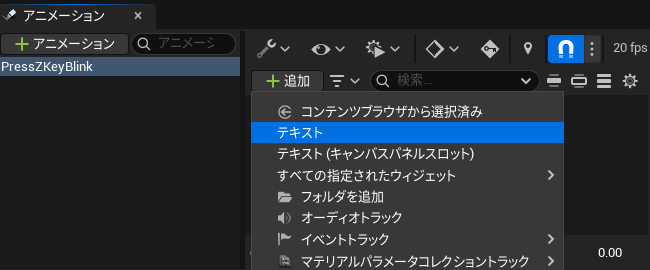 アニメーション
アニメーション
アニメーシ
PressZKeyBlink
20 fps
追加
検索...
コンテンツブラウザから選択済み
テキスト
テキスト (キャンバスパネルスロット)
すべての指定されたウィジェット
フォルダを追加
オーディオトラック
イベントトラック
0.00
マテリアルパラメータコレクショントラック